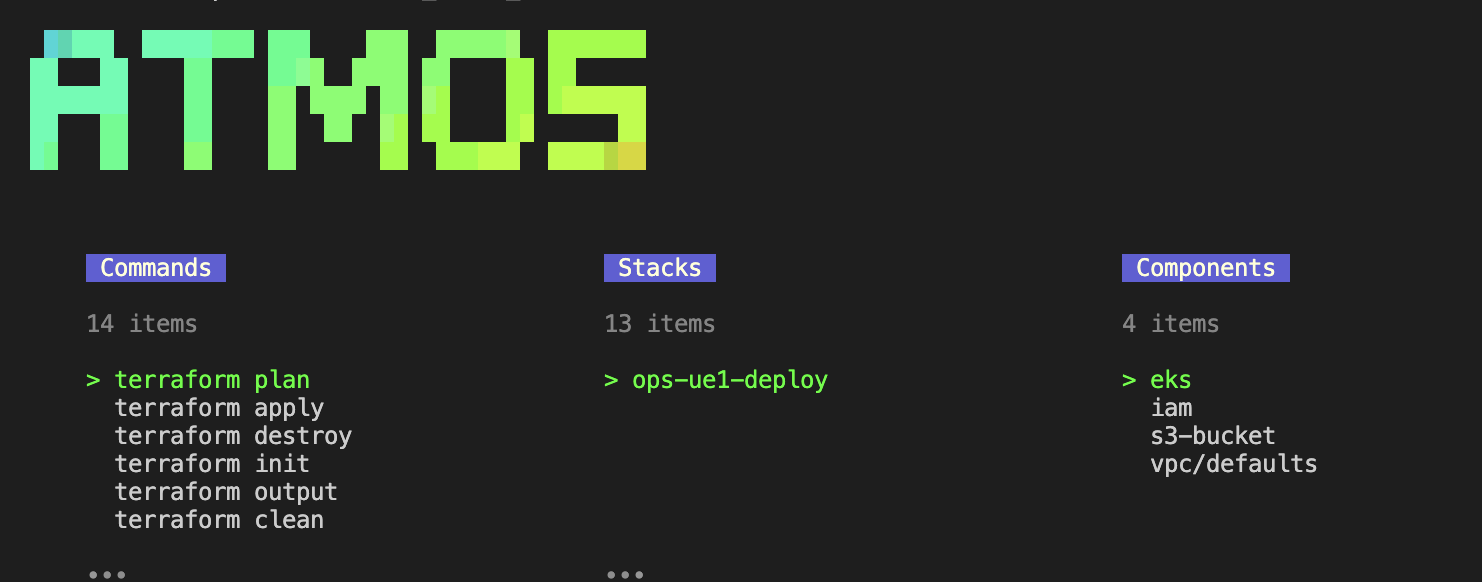 ATMOS
Commands
14 items
> terraform plan
terraform apply
terraform destroy
terraform init
terraform output
terraform clean
•••
Stacks
13 items
> ops-ue1-deploy
•••
Components
4 items
> eks
iam
s3-bucket
vpc/defaults